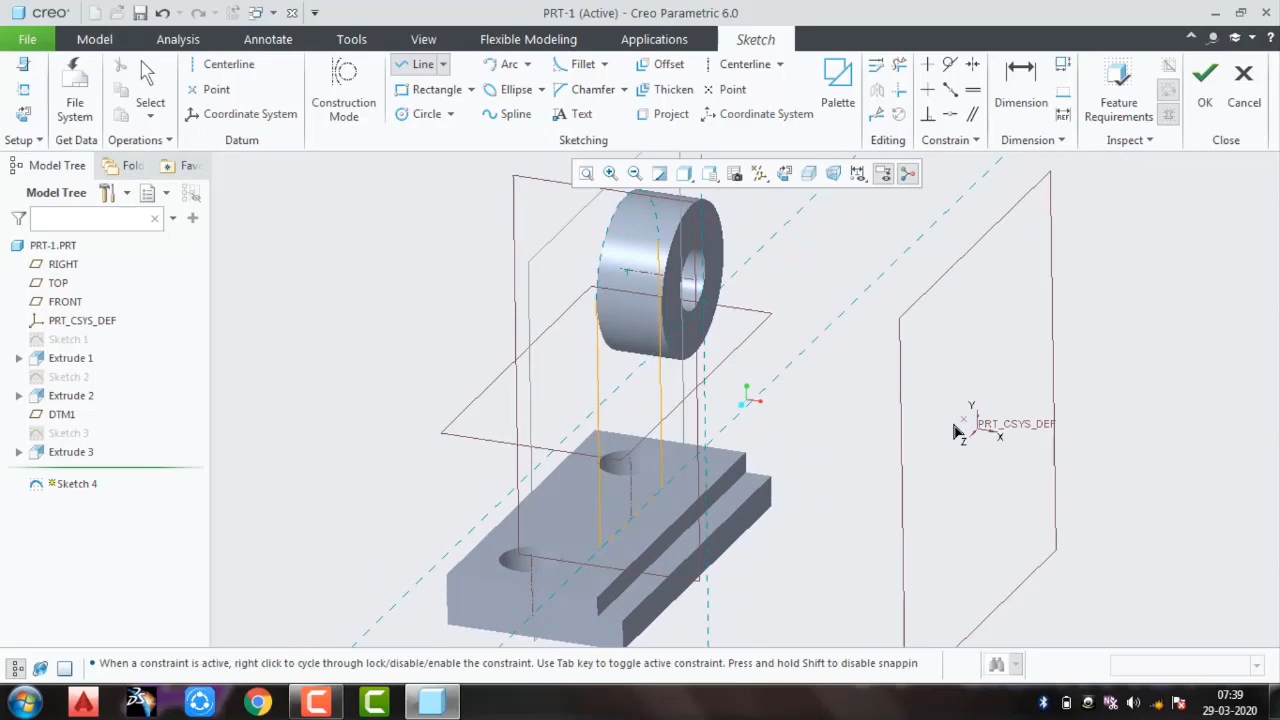 creo®
PRT-1 (Active) - Creo Parametric 6.0
File
Model
Analysis
Annotate
Tools
View
Flexible Modeling
Applications
Sketch
Setup
File System
Get Data
Select
Operations
Centerline
Point
Coordinate System
Datum
Construction Mode
Line
Rectangle
Circle
Arc
Ellipse
Spline
Fillet
Chamfer
Text
Offset
Thicken
Project
Centerline
Point
Coordinate System
Palette
Sketching
Editing
Constrain
Dimension
Dimension
Feature Requirements
Inspect
OK
Cancel
Close
Model Tree
Fol
Fav
Model Tree
PRT-1.PRT
RIGHT
TOP
FRONT
PRT_CSYS_DEF
Sketch 1
Extrude 1
Sketch 2
Extrude 2
DTM1
Sketch 3
Extrude 3
Sketch 4
T
Y
PRT_CSYS_DEF
X
Z
• When a constraint is active, right click to cycle through lock/disable/enable the constraint. Use Tab key to toggle active constraint. Press and hold Shift to disable snappin
07:39
29-03-2020